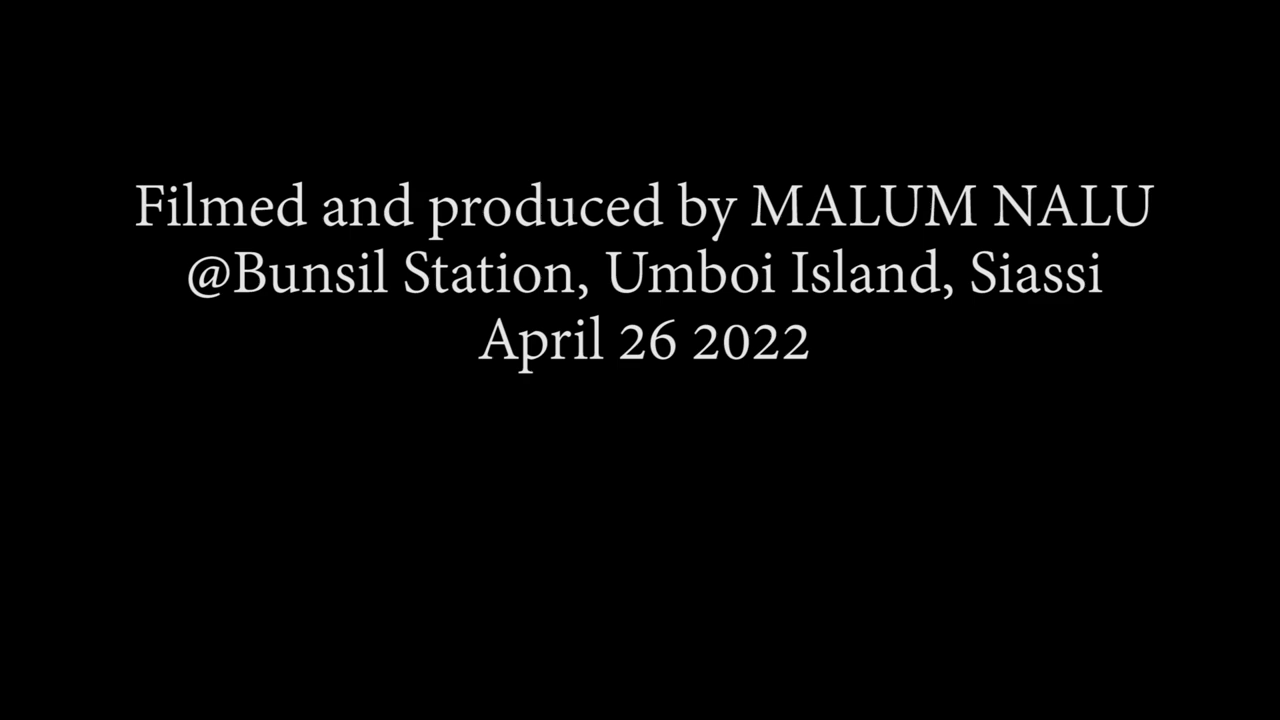 Filmed and produced by MALUM NALU
@Bunsil Station, Umboi Island, Siassi
April 26 2022